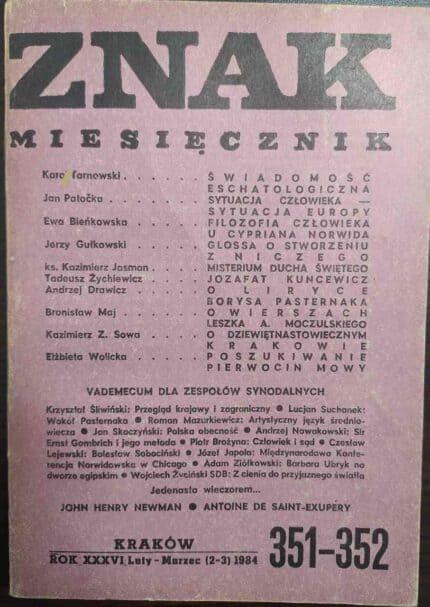 ZNAK
MIESIĘCZNIK
Karol Tarnowski . . . . . ŚWIADOMOŚĆ
ESCHATOLOGICZNA
Jan Patočka . . . . . . . SYTUACJA CZŁOWIEKA —
SYTUACJA EUROPY
Ewa Bieńkowska . . . . . FILOZOFIA CZŁOWIEKA
U CYPRIANA NORWIDA
Jerzy Gułkowski . . . . . GLOSSA O STWORZENIU
Z NICZEGO
ks. Kazimierz Jasman . . . . MISTERIUM DUCHA ŚWIĘTEGO
Tadeusz Żychiewicz . . . . JOZAFAT KUNCEWICZ
Andrzej Drawicz . . . . . O LIRYCE
BORYSA PASTERNAKA
Bronisław Maj . . . . . . O WIERSZACH
LESZKA A. MOCZULSKIEGO
Kazimierz Z. Sowa . . . . O DZIEWIĘTNASTOWIECZNYM
KRAKOWIE
Elżbieta Wolicka . . . . . POSZUKIWANIE
PIERWOCIN MOWY
VADEMECUM DLA ZESPOŁÓW SYNODALNYCH
Krzysztof Śliwiński: Przegląd krajowy i zagraniczny ● Lucjan Suchanek:
Wokół Pasternaka ● Roman Mazurkiewicz: Artystyczny język średnio-
wiecza ● Jan Skoczyński: Polska obecność ● Andrzej Nowakowski: Sir
Ernst Gombrich i jego metoda ● Piotr Brożyna: Człowiek i sąd ● Czesław
Lejewski: Bolesław Sobociński ● Józef Japola: Międzynarodowa Konfe-
rencja Norwidowska w Chicago ● Adam Ziółkowski: Barbara Ubryk na
dworze egipskim ● Wojciech Życiński SDB: Z cienia do przyjaznego światła
Jedenasta wieczorem...
JOHN HENRY NEWMAN ● ANTOINE DE SAINT-EXUPERY
KRAKÓW
ROK XXXVI Luty - Marzec (2-3) 1984
351-352